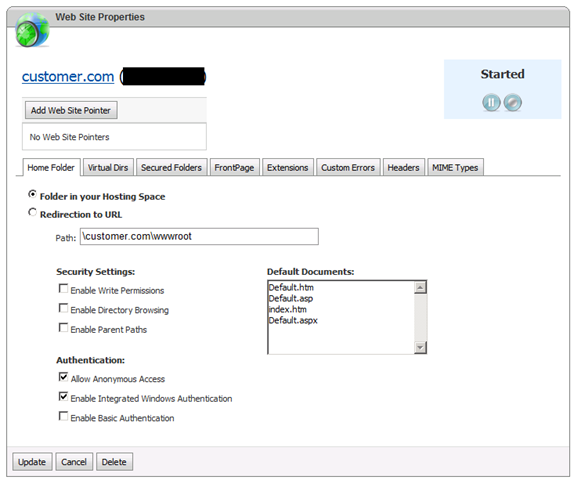 Web Site Properties
customer.com (
)
Started
Add Web Site Pointer
No Web Site Pointers
Home Folder Virtual Dirs Secured Folders FrontPage Extensions Custom Errors Headers MIME Types
Folder in your Hosting Space
Redirection to URL
Path: \customer.com\wwwroot
Security Settings:
Enable Write Permissions
Enable Directory Browsing
Enable Parent Paths
Default Documents:
Default.htm
Default.asp
index.htm
Default.aspx
Authentication:
Allow Anonymous Access
Enable Integrated Windows Authentication
Enable Basic Authentication
Update Cancel Delete